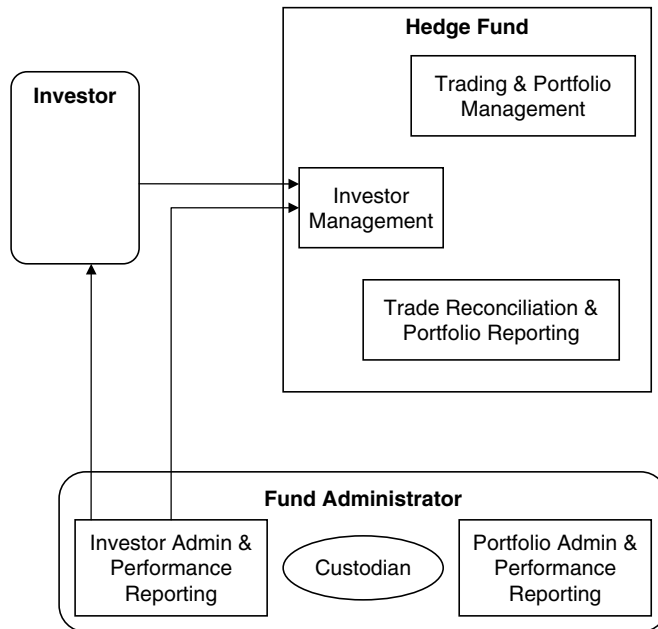 Hedge Fund
Trading & Portfolio
Management
Investor
Investor
Management
Trade Reconciliation &
Portfolio Reporting
Fund Administrator
Investor Admin &
Performance
Reporting
Custodian
Portfolio Admin &
Performance
Reporting